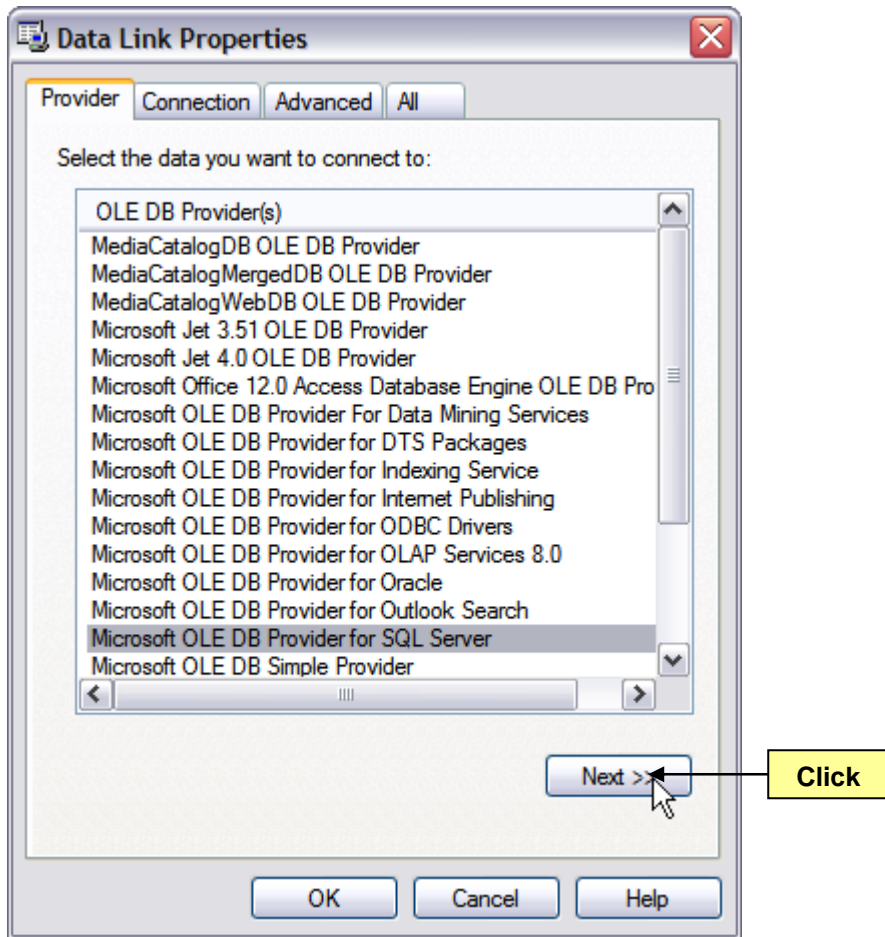 Data Link Properties
Provider Connection Advanced All
Select the data you want to connect to:
OLE DB Provider(s)
MediaCatalogDB OLE DB Provider
MediaCatalogMergedDB OLE DB Provider
MediaCatalogWebDB OLE DB Provider
Microsoft Jet 3.51 OLE DB Provider
Microsoft Jet 4.0 OLE DB Provider
Microsoft Office 12.0 Access Database Engine OLE DB Pro
Microsoft OLE DB Provider For Data Mining Services
Microsoft OLE DB Provider for DTS Packages
Microsoft OLE DB Provider for Indexing Service
Microsoft OLE DB Provider for Internet Publishing
Microsoft OLE DB Provider for ODBC Drivers
Microsoft OLE DB Provider for OLAP Services 8.0
Microsoft OLE DB Provider for Oracle
Microsoft OLE DB Provider for Outlook Search
Microsoft OLE DB Provider for SQL Server
Microsoft OLE DB Simple Provider
Next >> Click
OK Cancel Help